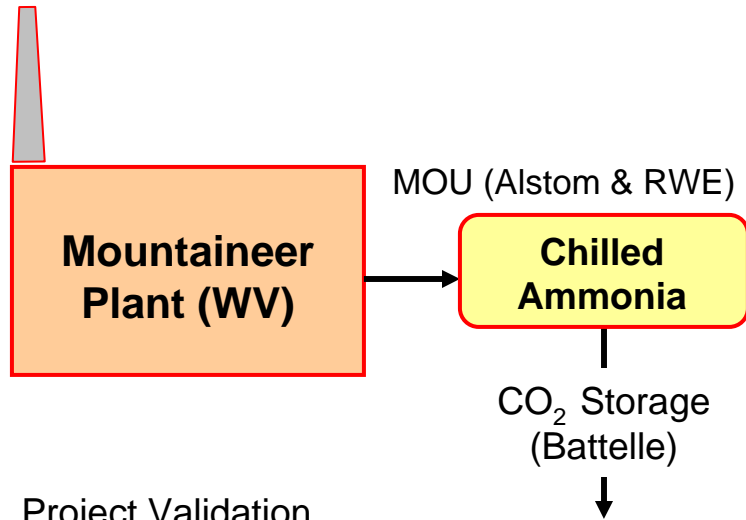 MOU (Alstom & RWE)
Mountaineer
Plant (WV)
Chilled
Ammonia
CO₂ Storage
(Battelle)
Project Validation